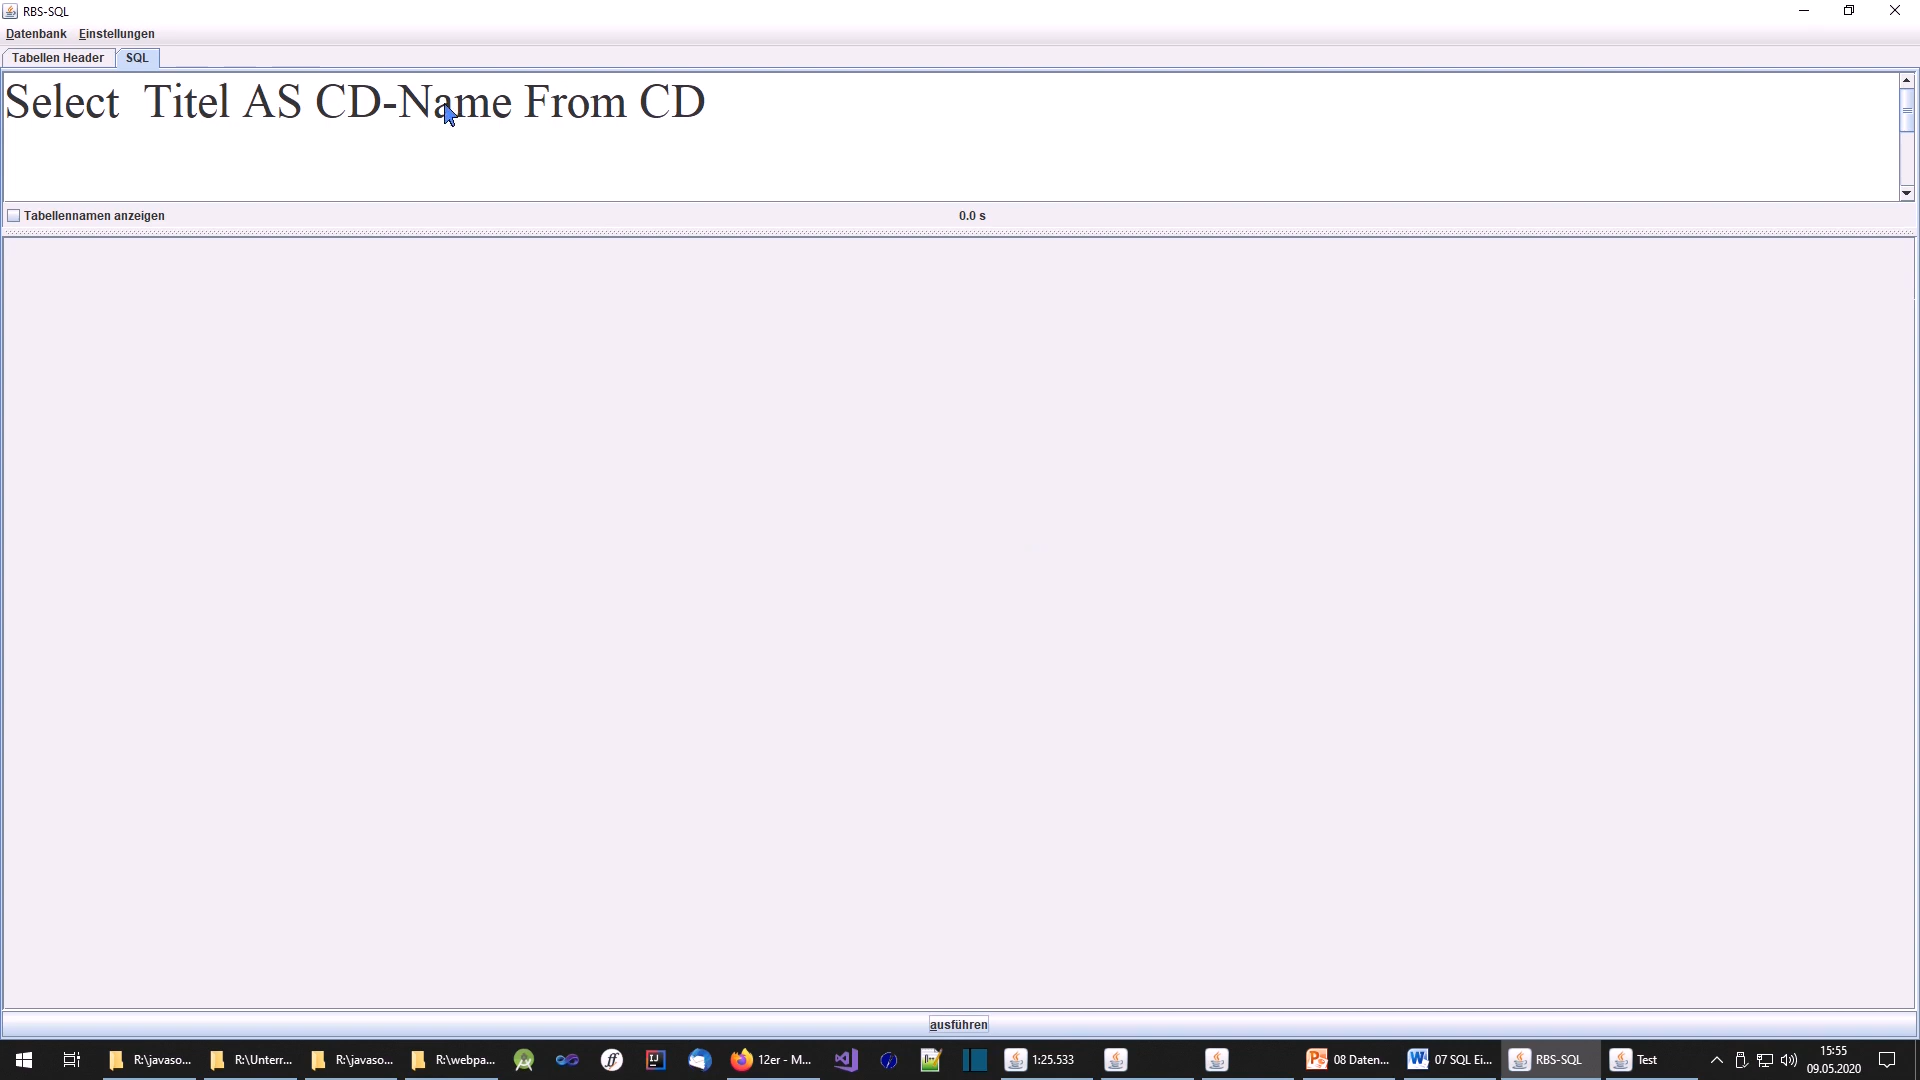 RBS-SQL
Datenbank Einstellungen
Tabellen Header SQL
Select  Titel AS CD-Name From CD
Tabellennamen anzeigen 0.0 s
ausführen
R:\javaso... R:\Unterr... R:\javaso... R:\webpa... 12er - M... 1:25.533 08 Daten... 07 SQL Ei... RBS-SQL Test 15:55
09.05.2020